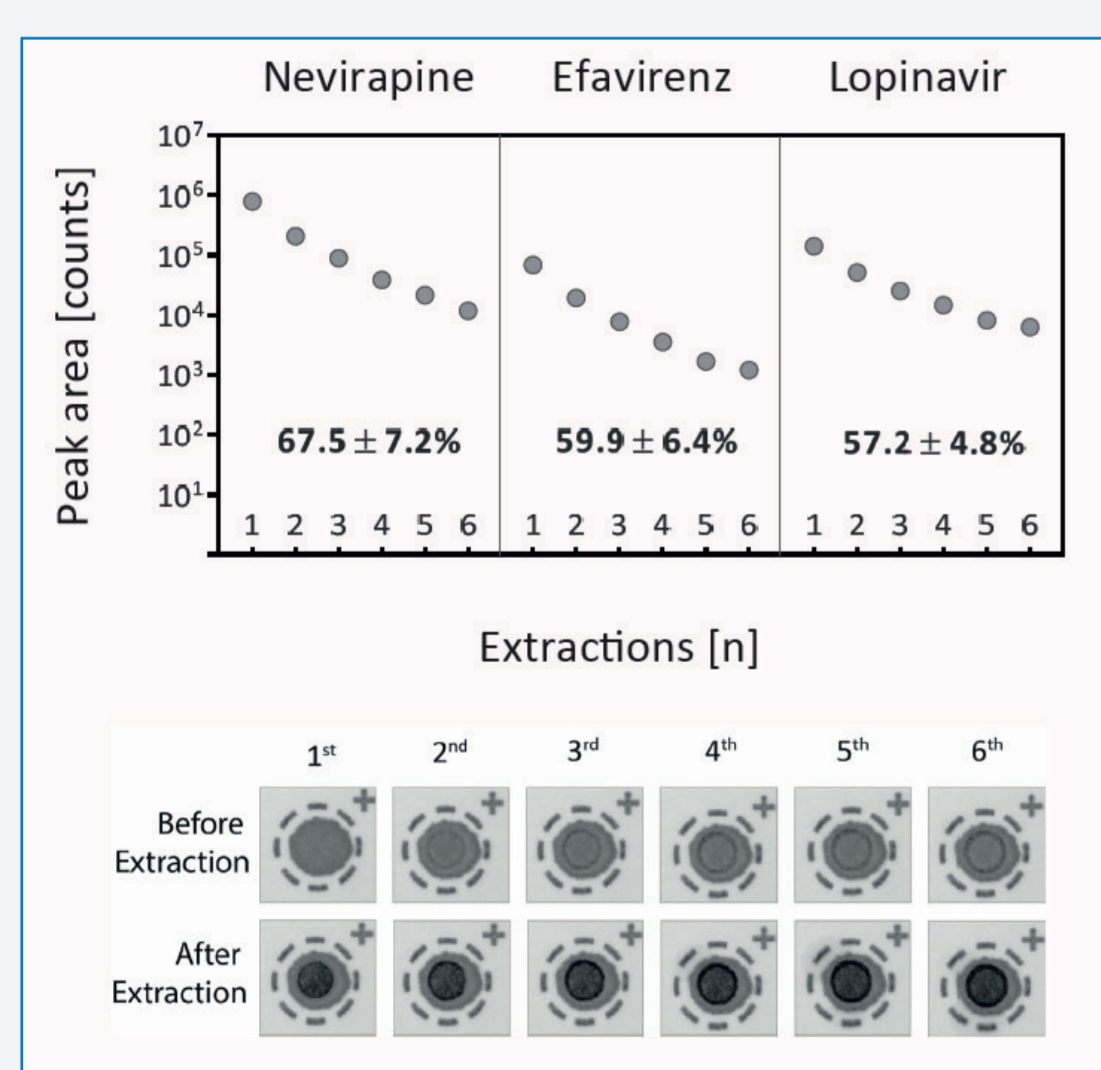 Nevirapine Efavirenz Lopinavir
Peak area [counts]
10⁷
10⁶
10⁵
10⁴
10³
10²
10¹
67.5 ± 7.2% 59.9 ± 6.4% 57.2 ± 4.8%
1 2 3 4 5 6 1 2 3 4 5 6 1 2 3 4 5 6
Extractions [n]
1ˢᵗ 2ⁿᵈ 3ʳᵈ 4ᵗʰ 5ᵗʰ 6ᵗʰ
Before
Extraction
After
Extraction